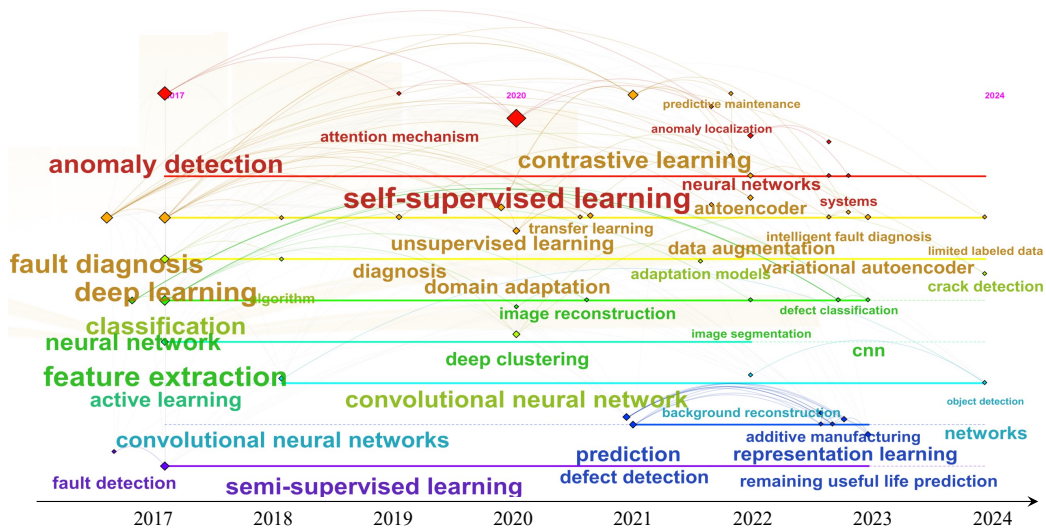 2017
2020
2024
predictive maintenance
anomaly localization
attention mechanism
anomaly detection
contrastive learning
neural networks
self-supervised learning
systems
autoencoder
transfer learning
intelligent fault diagnosis
unsupervised learning
data augmentation
limited labeled data
fault diagnosis
diagnosis
adaptation models
variational autoencoder
domain adaptation
crack detection
deep learning
algorithm
image reconstruction
defect classification
classification
image segmentation
neural network
cnn
deep clustering
feature extraction
active learning
convolutional neural network
object detection
background reconstruction
networks
convolutional neural networks
additive manufacturing
prediction
representation learning
defect detection
fault detection
semi-supervised learning
remaining useful life prediction
2017 2018 2019 2020 2021 2022 2023 2024